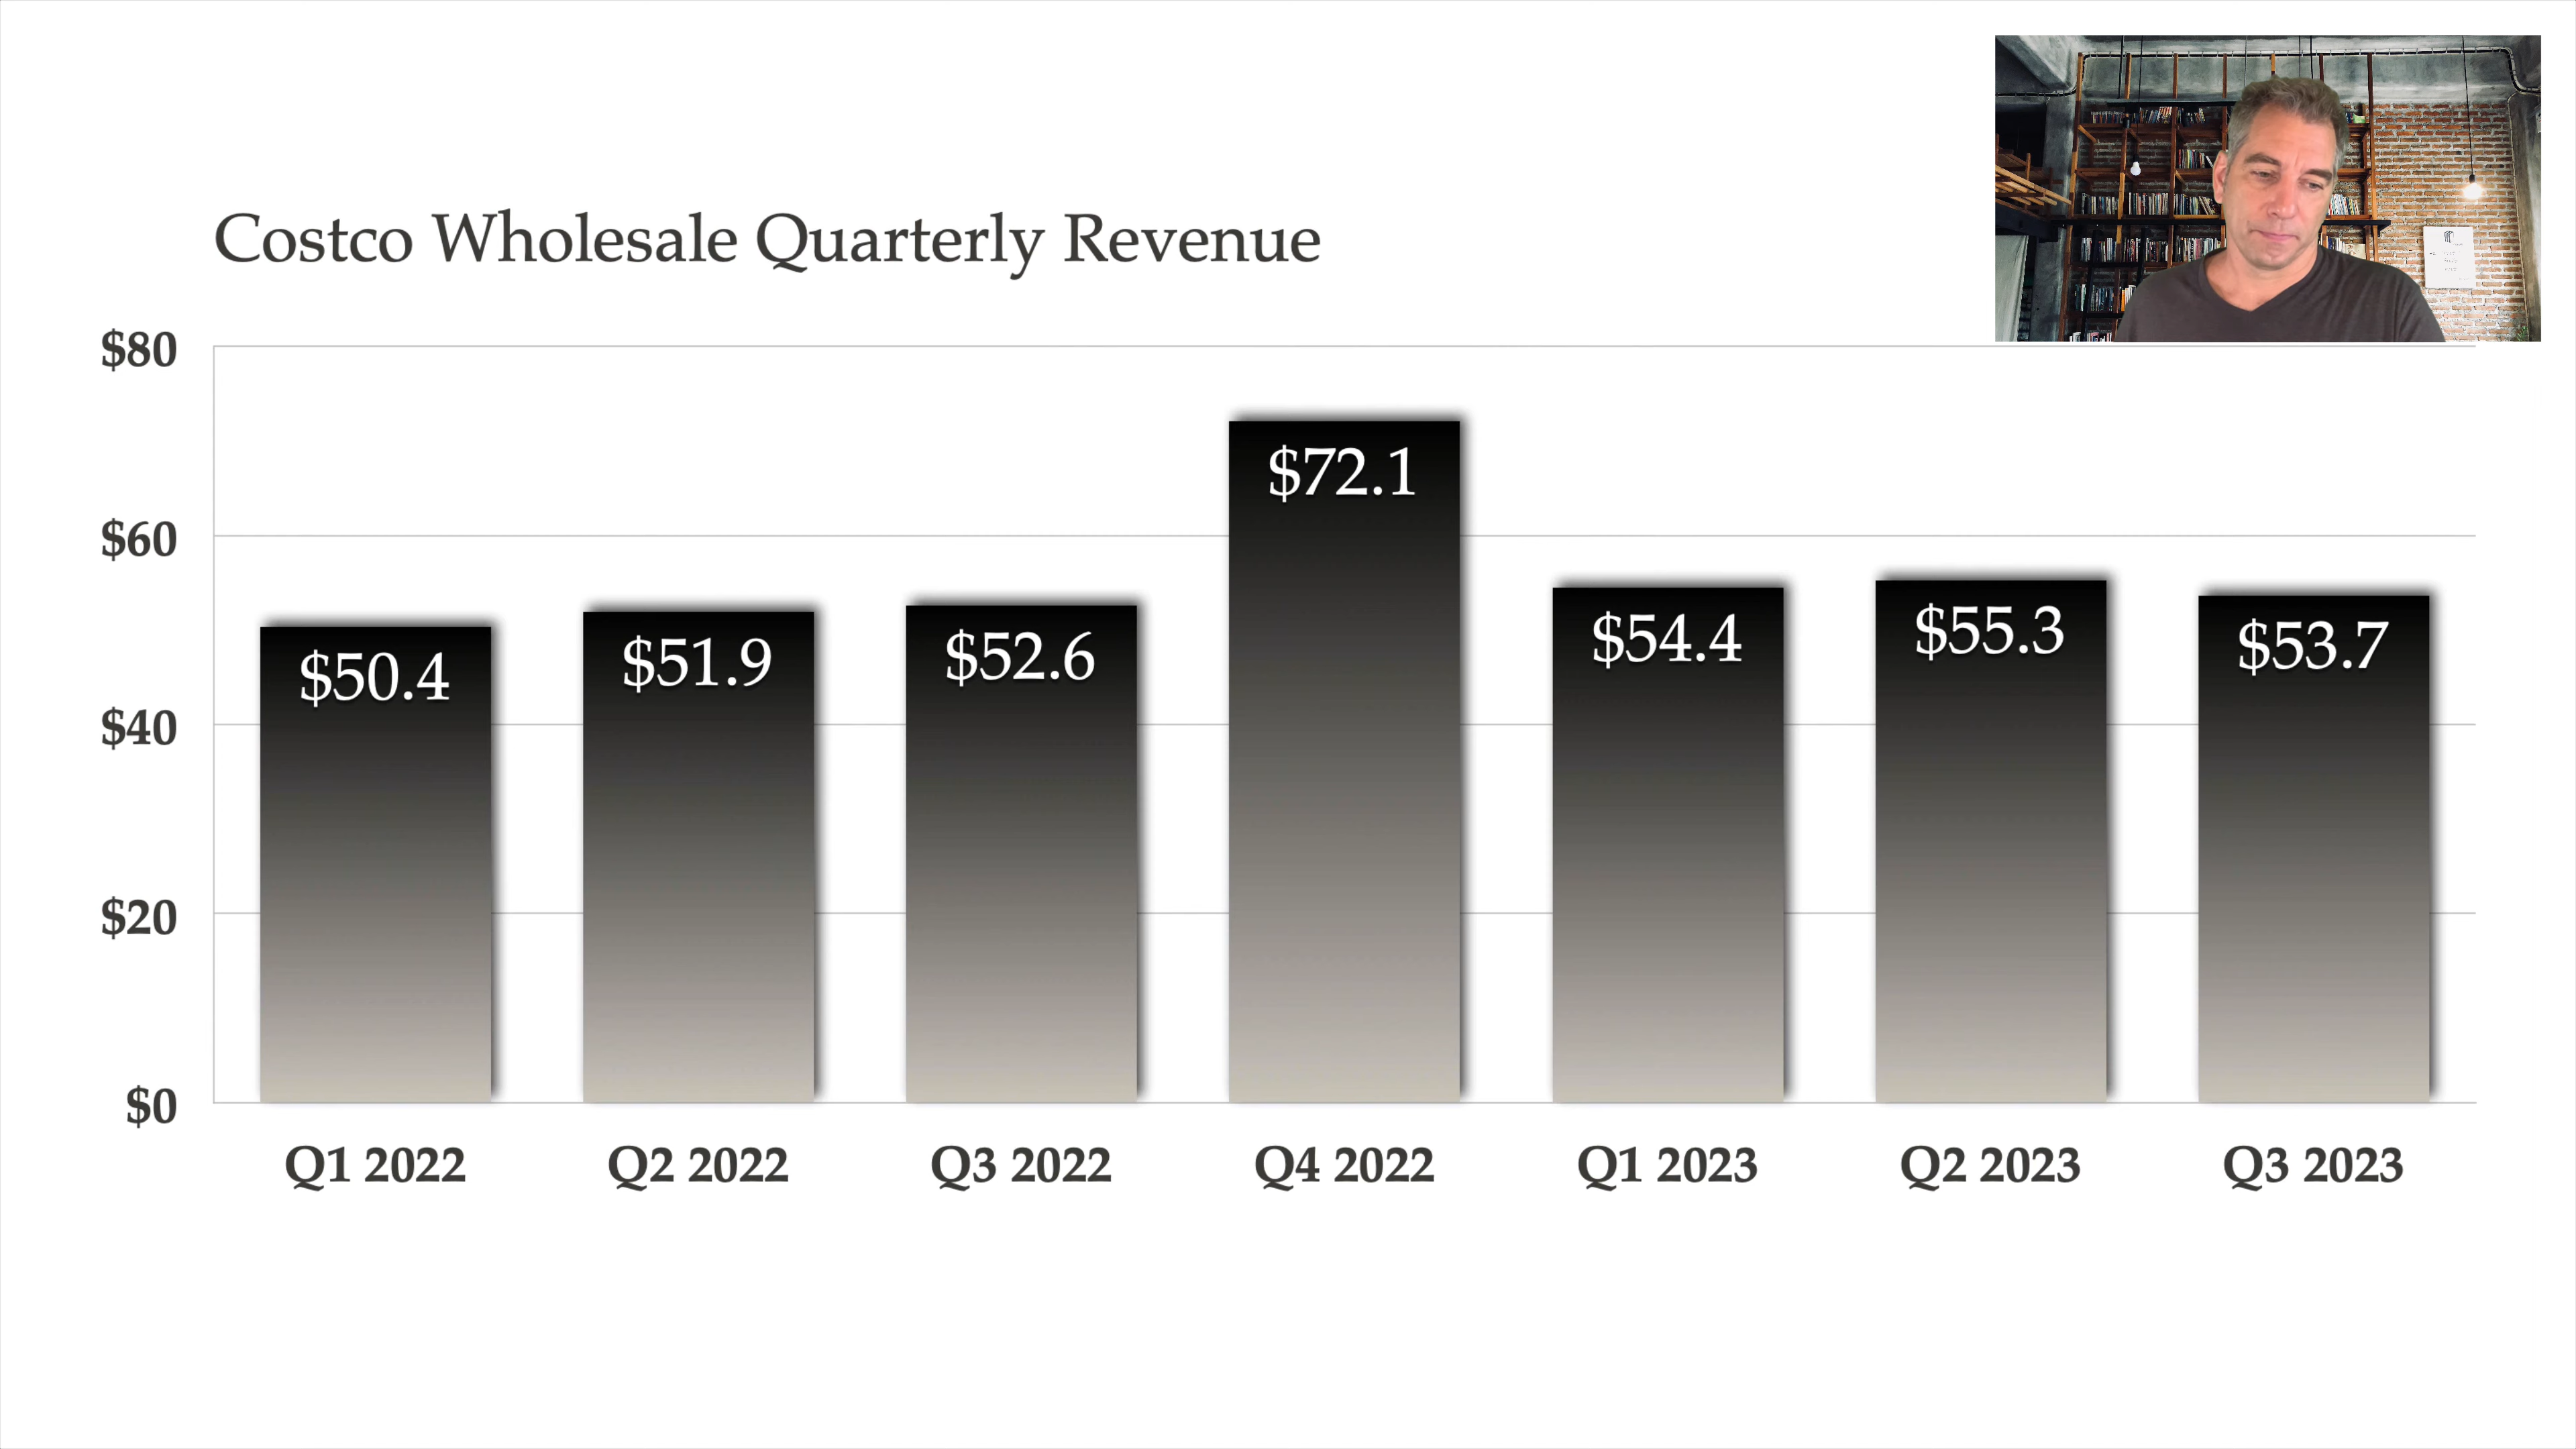 Costco Wholesale Quarterly Revenue
$80
$60
$40
$20
$0
$50.4
$51.9
$52.6
$72.1
$54.4
$55.3
$53.7
Q1 2022
Q2 2022
Q3 2022
Q4 2022
Q1 2023
Q2 2023
Q3 2023